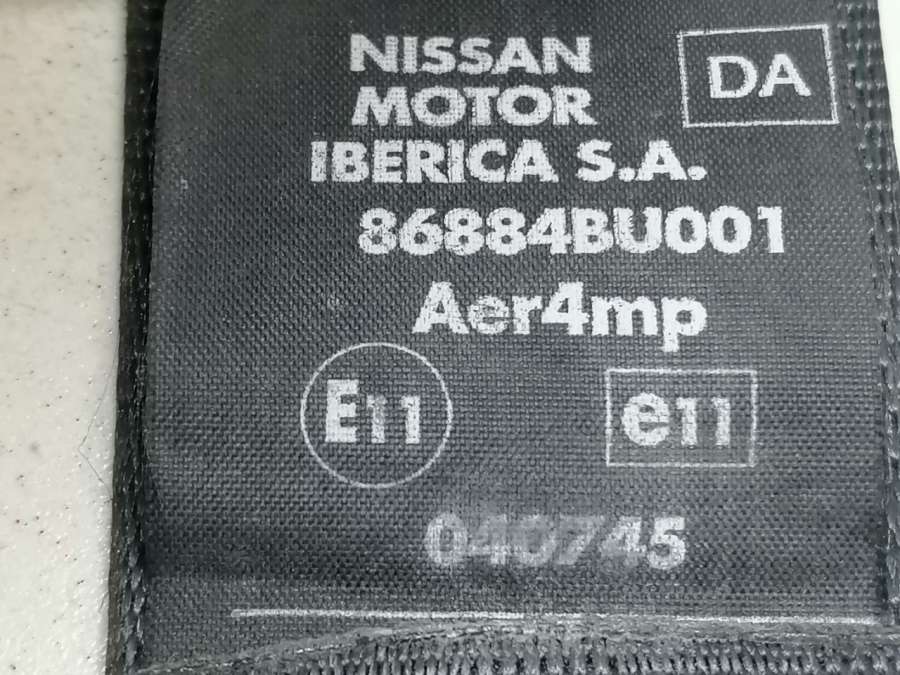 NISSAN
DA
MOTOR
IBERICA S.A.
86884BU001
Aer4mp
E11
e11
040745